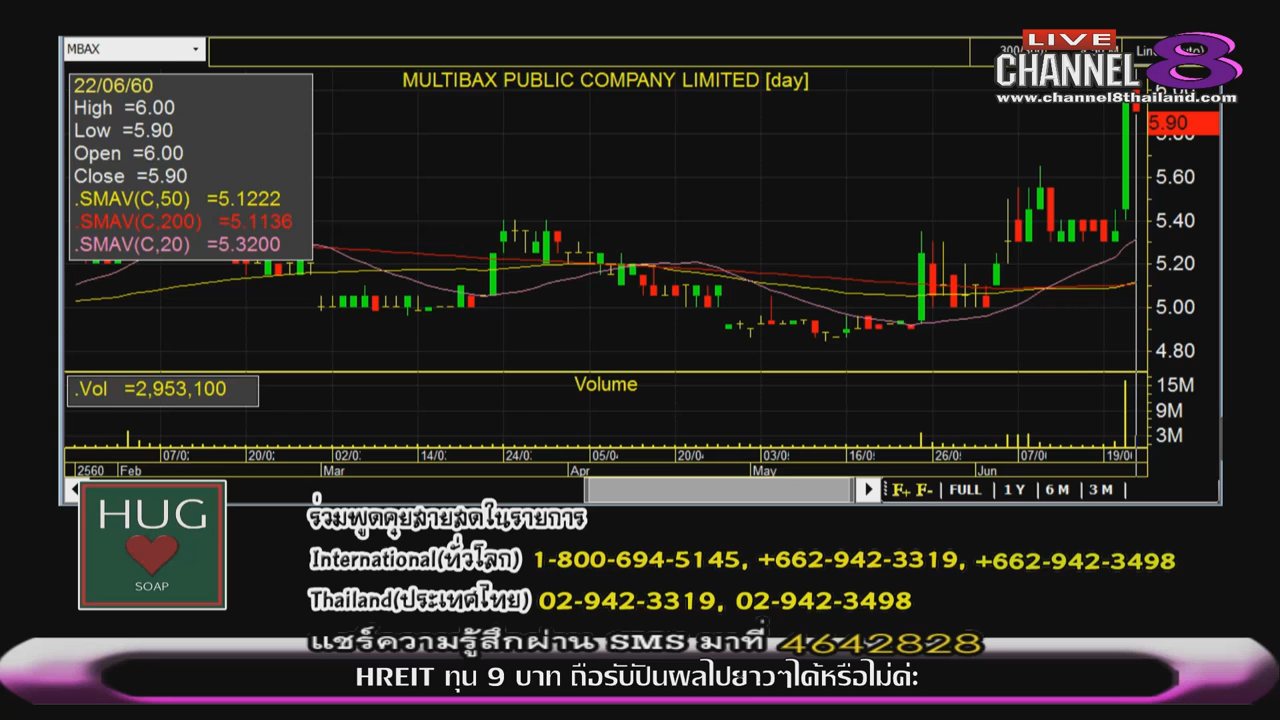 MBAX
LIVE
CHANNEL 8
www.channel8thailand.com
MULTIBAX PUBLIC COMPANY LIMITED [day]
22/06/60
High =6.00
Low =5.90
Open =6.00
Close =5.90
.SMAV(C,50) =5.1222
.SMAV(C,200) =5.1136
.SMAV(C,20) =5.3200
5.90
5.60
5.40
5.20
5.00
4.80
.Vol =2,953,100
Volume
15M
9M
3M
07/0 20/0 02/0 14/0 24/0 05/0 20/0 03/0 16/0 26/0 07/0 19/0
2560 Feb Mar Apr May Jun
F+ F- FULL 1 Y 6 M 3 M
HUG
SOAP
ร่วมพูดคุยสายสดในรายการ
International(ทั่วโลก) 1-800-694-5145, +662-942-3319, +662-942-3498
Thailand(ประเทศไทย) 02-942-3319, 02-942-3498
แชร์ความรู้สึกผ่าน SMS มาที่ 4642828
HREIT ทุน 9 บาท ถือรับปันผลไปยาวๆได้หรือไม่ค่ะ